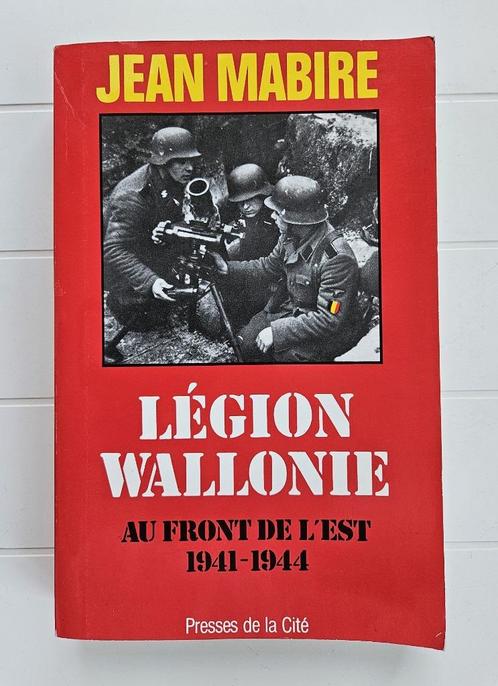 JEAN MABIRE
LÉGION
WALLONIE
AU FRONT DE L'EST
1941-1944
Presses de la Cité